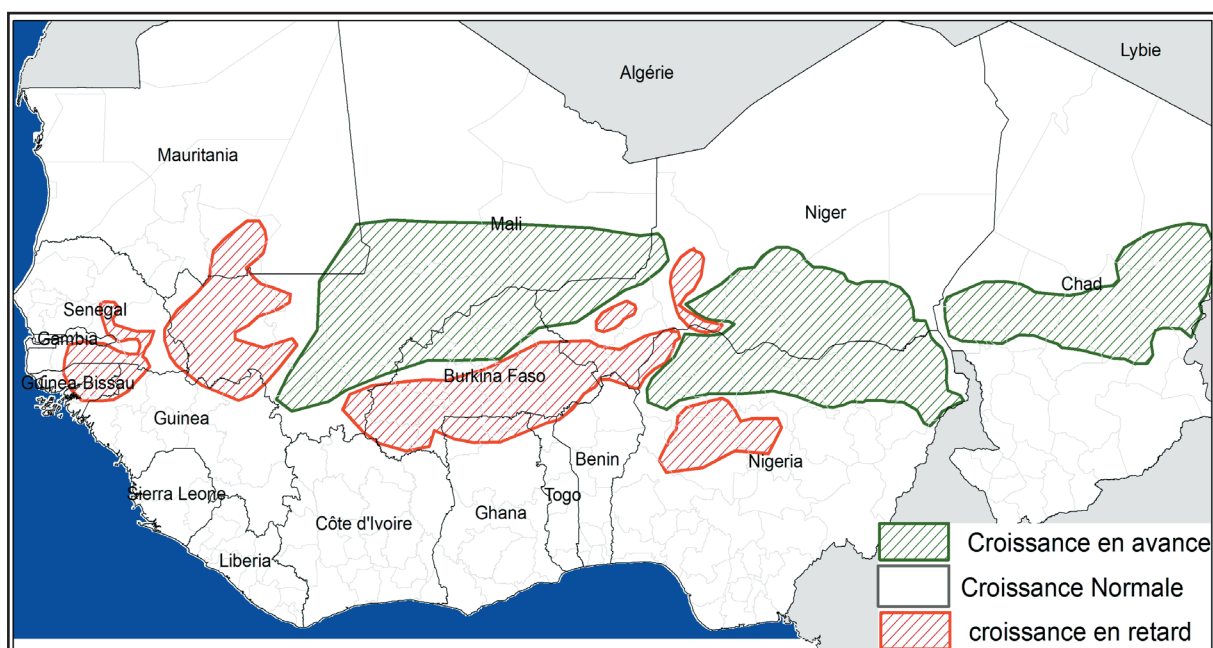 Lybie
Algérie
Mauritania
Mali
Niger
Chad
Senegal
Gambia
Guinea-Bissau
Burkina Faso
Guinea
Benin
Nigeria
Sierra Leone
Togo
Ghana
Côte d'Ivoire
Liberia
Croissance en avance
Croissance Normale
croissance en retard